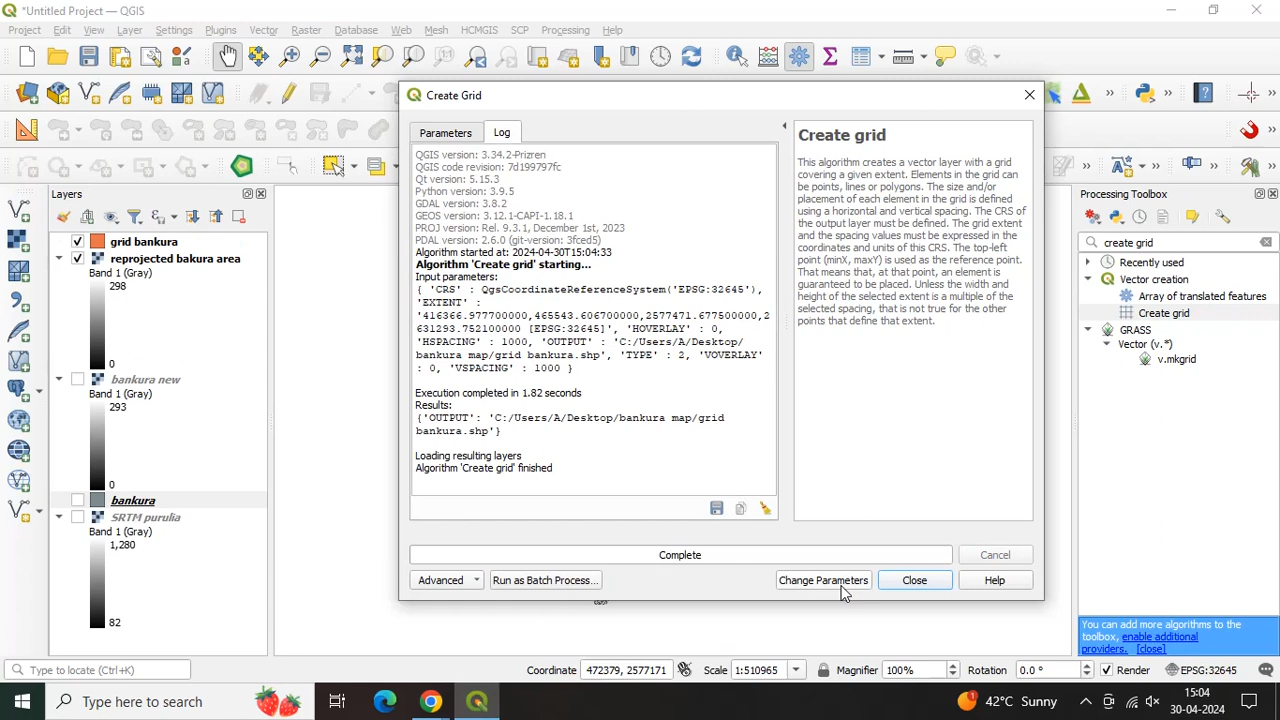 *Untitled Project — QGIS
Project Edit View Layer Settings Plugins Vector Raster Database Web Mesh HCMGIS SCP Processing Help
Create Grid
Parameters Log
QGIS version: 3.34.2-Prizren
QGIS code revision: 7d199797fc
Qt version: 5.15.3
Python version: 3.9.5
GDAL version: 3.8.2
GEOS version: 3.12.1-CAPI-1.18.1
PROJ version: Rel. 9.3.1, December 1st, 2023
PDAL version: 2.6.0 (git-version: 3fced5)
Algorithm started at: 2024-04-30T15:04:33
Algorithm 'Create grid' starting...
Input parameters:
{ 'CRS' : QgsCoordinateReferenceSystem('EPSG:32645'),
'EXTENT' :
'416366.977700000,465543.606700000,2577471.677500000,2
631293.752100000 [EPSG:32645]', 'HOVERLAY' : 0,
'HSPACING' : 1000, 'OUTPUT' : 'C:/Users/A/Desktop/
bankura map/grid bankura.shp', 'TYPE' : 2, 'VOVERLAY'
: 0, 'VSPACING' : 1000 }
Execution completed in 1.82 seconds
Results:
{'OUTPUT': 'C:/Users/A/Desktop/bankura map/grid
bankura.shp'}
Loading resulting layers
Algorithm 'Create grid' finished
Create grid
This algorithm creates a vector layer with a grid
covering a given extent. Elements in the grid can
be points, lines or polygons. The size and/or
placement of each element in the grid is defined
using a horizontal and vertical spacing. The CRS of
the output layer must be defined. The grid extent
and the spacing values must be expressed in the
coordinates and units of this CRS. The top-left
point (minX, maxY) is used as the reference point.
That means that, at that point, an element is
guaranteed to be placed. Unless the width and
height of the selected extent is a multiple of the
selected spacing, that is not true for the other
points that define that extent.
Complete
Cancel
Advanced
Run as Batch Process...
Change Parameters
Close
Help
Layers
grid bankura
reprojected bakura area
Band 1 (Gray)
298
0
bankura new
Band 1 (Gray)
293
0
bankura
SRTM purulia
Band 1 (Gray)
1,280
82
Processing Toolbox
create grid
Recently used
Vector creation
Array of translated features
Create grid
GRASS
Vector (v.*)
v.mkgrid
You can add more algorithms to the
toolbox, enable additional
providers. [close]
Type to locate (Ctrl+K)
Coordinate 472379, 2577171 Scale 1:510965 Magnifier 100% Rotation 0.0 ° Render EPSG:32645
Type here to search
42°C Sunny
15:04
30-04-2024